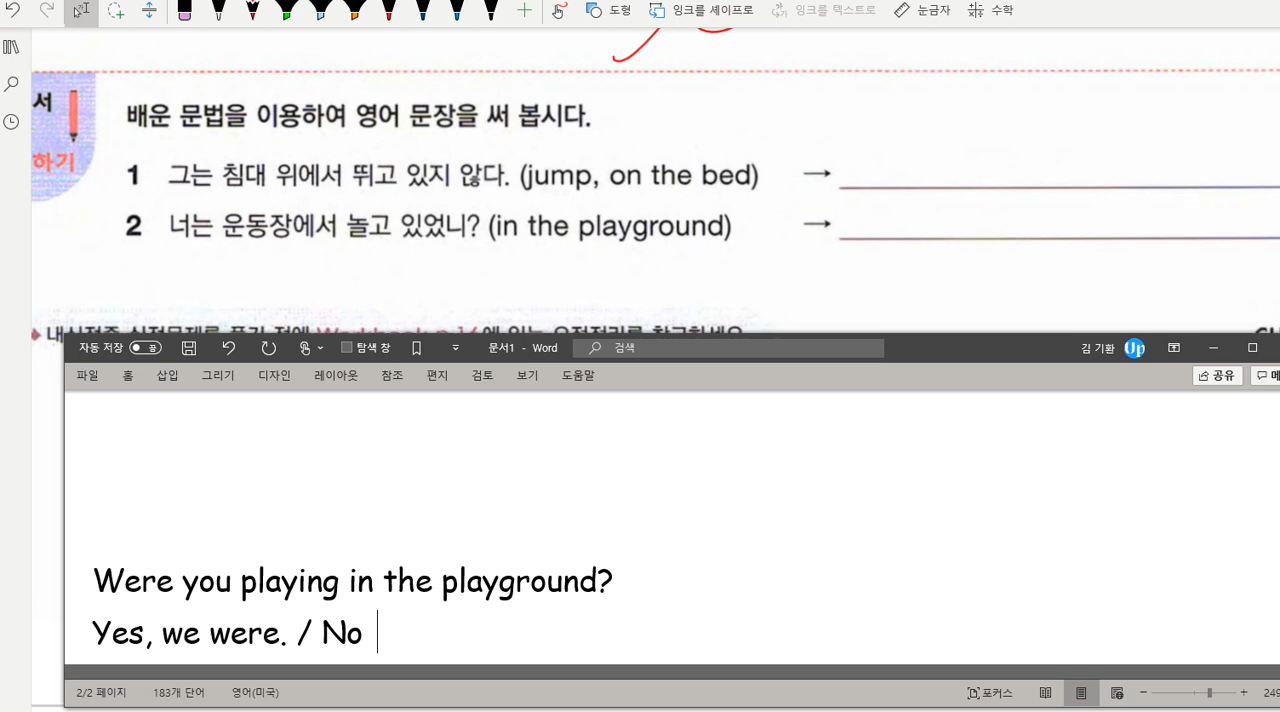 도형 잉크를 셰이프로 잉크를 텍스트로 눈금자 수학
서
하기
배운 문법을 이용하여 영어 문장을 써 봅시다.
1 그는 침대 위에서 뛰고 있지 않다. (jump, on the bed) →
2 너는 운동장에서 놀고 있었니? (in the playground) →
자동 저장 끔 탐색 창 문서1 - Word 검색 김 기환 Up
파일 홈 삽입 그리기 디자인 레이아웃 참조 편지 검토 보기 도움말 공유 메
Were you playing in the playground?
Yes, we were. / No
2/2 페이지 183개 단어 영어(미국) 포커스 249